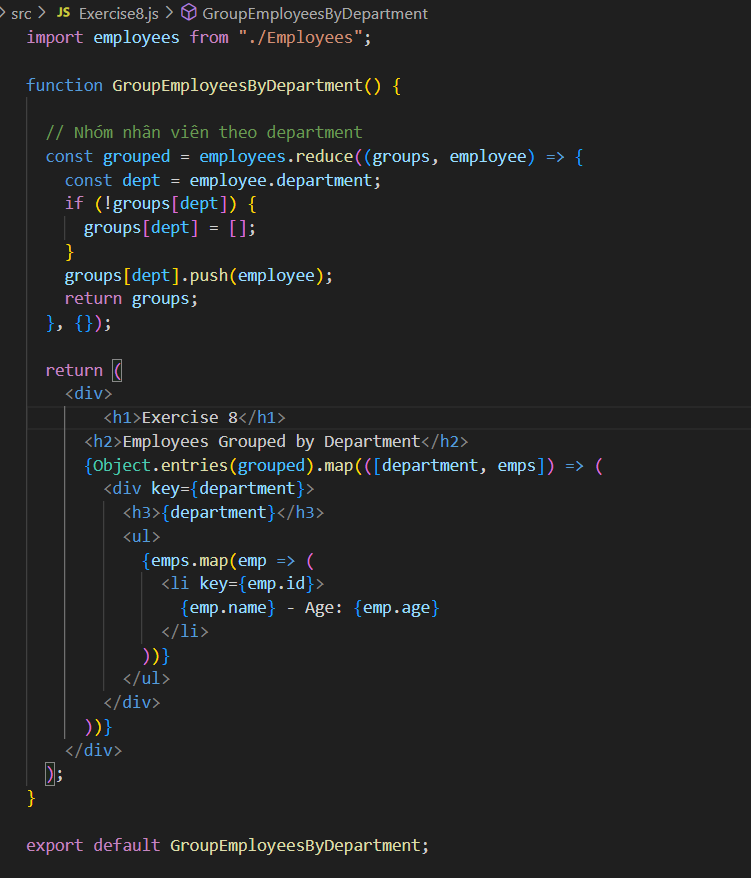 > src > JS Exercise8.js > GroupEmployeesByDepartment
import employees from "./Employees";
function GroupEmployeesByDepartment() {
// Nhóm nhân viên theo department
const grouped = employees.reduce((groups, employee) => {
const dept = employee.department;
if (!groups[dept]) {
groups[dept] = [];
}
groups[dept].push(employee);
return groups;
}, {});
return (
<div>
<h1>Exercise 8</h1>
<h2>Employees Grouped by Department</h2>
{Object.entries(grouped).map(([department, emps]) => (
<div key={department}>
<h3>{department}</h3>
<ul>
{emps.map(emp => (
<li key={emp.id}>
{emp.name} - Age: {emp.age}
</li>
))}
</ul>
</div>
))}
</div>
);
}
export default GroupEmployeesByDepartment;